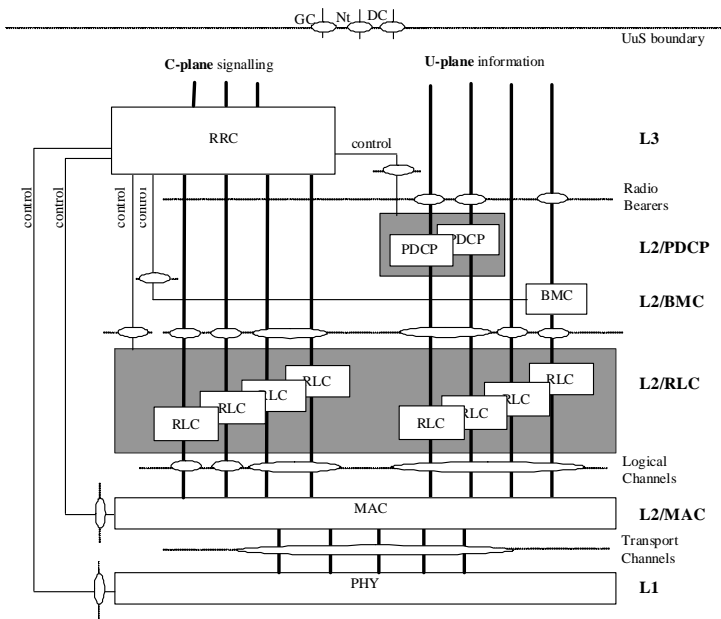 GC Nt DC
UuS boundary
C-plane signalling
U-plane information
RRC
control
L3
control
control
control
control
Radio
Bearers
PDCP
PDCP
L2/PDCP
BMC
L2/BMC
RLC
RLC
RLC
RLC
RLC
RLC
RLC
RLC
L2/RLC
Logical
Channels
MAC
L2/MAC
Transport
Channels
PHY
L1